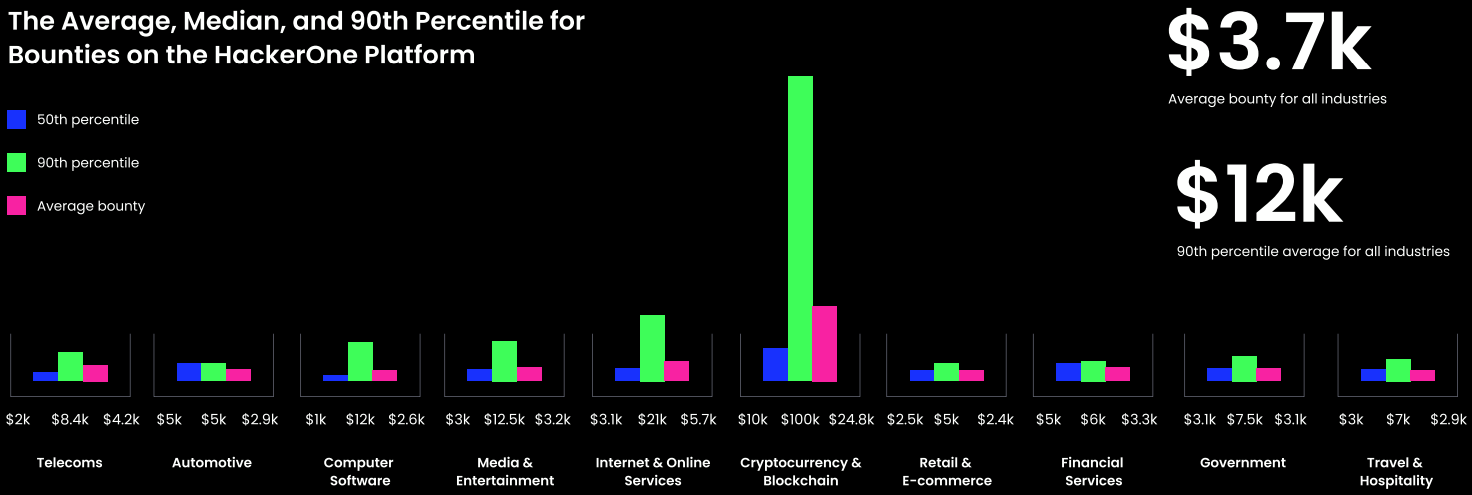 The Average, Median, and 90th Percentile for
Bounties on the HackerOne Platform
50th percentile
90th percentile
Average bounty
$3.7k
Average bounty for all industries
$12k
90th percentile average for all industries
$2k $8.4k $4.2k
Telecoms
$5k $5k $2.9k
Automotive
$1k $12k $2.6k
Computer
Software
$3k $12.5k $3.2k
Media &
Entertainment
$3.1k $21k $5.7k
Internet & Online
Services
$10k $100k $24.8k
Cryptocurrency &
Blockchain
$2.5k $5k $2.4k
Retail &
E-commerce
$5k $6k $3.3k
Financial
Services
$3.1k $7.5k $3.1k
Government
$3k $7k $2.9k
Travel &
Hospitality